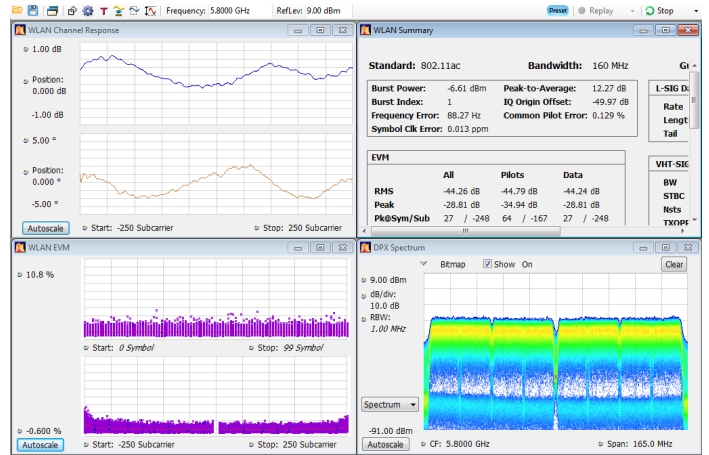 Frequency: 5.8000 GHz RefLev: 9.00 dBm Preset Replay Stop
WLAN Channel Response
1.00 dB
Position:
0.000 dB
-1.00 dB
5.00 °
Position:
0.000 °
-5.00 °
Autoscale Start: -250 Subcarrier Stop: 250 Subcarrier
WLAN Summary
Standard: 802.11ac Bandwidth: 160 MHz
Burst Power: -6.61 dBm Peak-to-Average: 12.27 dB
Burst Index: 1 IQ Origin Offset: -49.97 dB
Frequency Error: 88.27 Hz Common Pilot Error: 0.129 %
Symbol Clk Error: 0.013 ppm
L-SIG
Rate
Lengt
Tail
EVM
All Pilots Data
RMS -44.26 dB -44.79 dB -44.24 dB
Peak -28.81 dB -34.94 dB -28.81 dB
Pk@Sym/Sub 27 / -248 64 / -167 27 / -248
VHT-SIG
BW
STBC
Nsts
TXOPF
WLAN EVM
10.8 %
Start: 0 Symbol Stop: 99 Symbol
-0.600 %
Autoscale Start: -250 Subcarrier Stop: 250 Subcarrier
DPX Spectrum
Bitmap Show On Clear
9.00 dBm
dB/div:
10.0 dB
RBW:
1.00 MHz
Spectrum
-91.00 dBm
Autoscale CF: 5.8000 GHz Span: 165.0 MHz